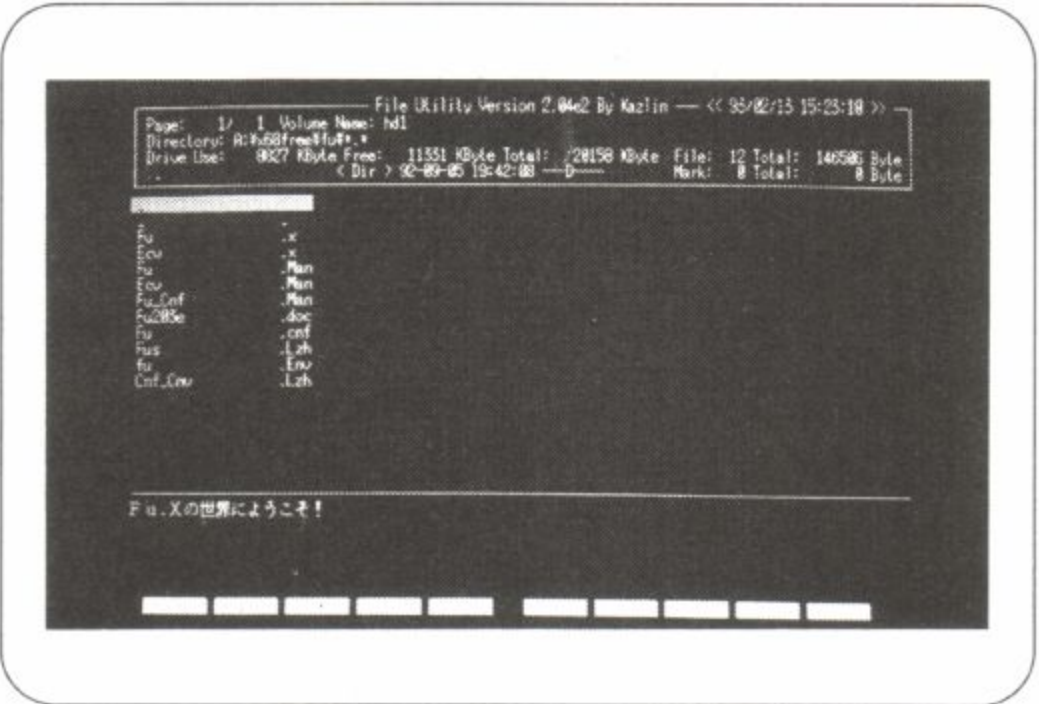 File Utility Version 2.04e2 By Kazlin << 93/02/13 15:23:18 >>
Page: 1/ 1 Volume Name: hd1
Directory: A:¥x68free¥fu¥*.*
Drive Use: 8827 KByte Free: 11331 KByte Total: 20158 KByte File: 12 Total: 146506 Byte
. < Dir > 92-09-05 19:42:08 ––D–––– Mark: 0 Total: 0 Byte
.
. .
Fu .x
Ecw .x
Fu .Man
Ecw .Man
Fu_Cnf .Man
Fu203e .doc
Fu .cnf
Fus .Lzh
fu .Env
Cnf_Cnv .Lzh
Fu.Xの世界にようこそ!